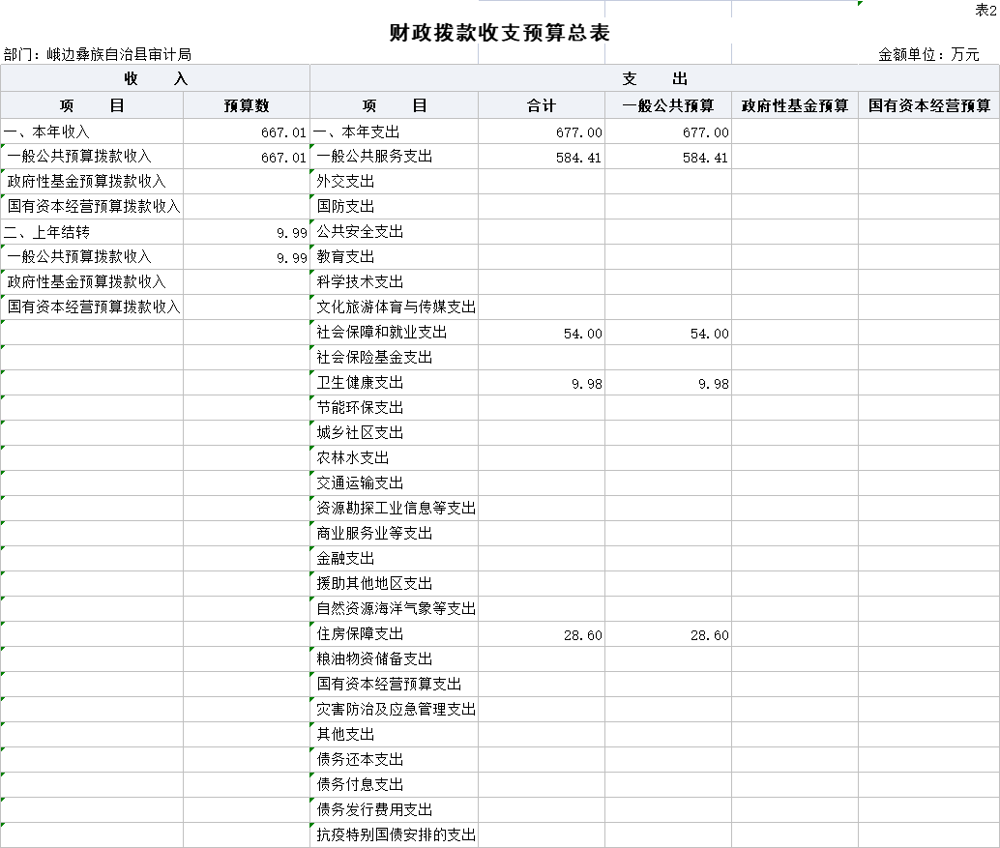 表2
财政拨款收支预算总表
部门：峨边彝族自治县审计局 金额单位：万元
收 入 支 出
项 目 预算数 项 目 合计 一般公共预算 政府性基金预算 国有资本经营预算
一、本年收入 667.01 一、本年支出 677.00 677.00
一般公共预算拨款收入 667.01 一般公共服务支出 584.41 584.41
政府性基金预算拨款收入 外交支出
国有资本经营预算拨款收入 国防支出
二、上年结转 9.99 公共安全支出
一般公共预算拨款收入 9.99 教育支出
政府性基金预算拨款收入 科学技术支出
国有资本经营预算拨款收入 文化旅游体育与传媒支出
社会保障和就业支出 54.00 54.00
社会保险基金支出
卫生健康支出 9.98 9.98
节能环保支出
城乡社区支出
农林水支出
交通运输支出
资源勘探工业信息等支出
商业服务业等支出
金融支出
援助其他地区支出
自然资源海洋气象等支出
住房保障支出 28.60 28.60
粮油物资储备支出
国有资本经营预算支出
灾害防治及应急管理支出
其他支出
债务还本支出
债务付息支出
债务发行费用支出
抗疫特别国债安排的支出